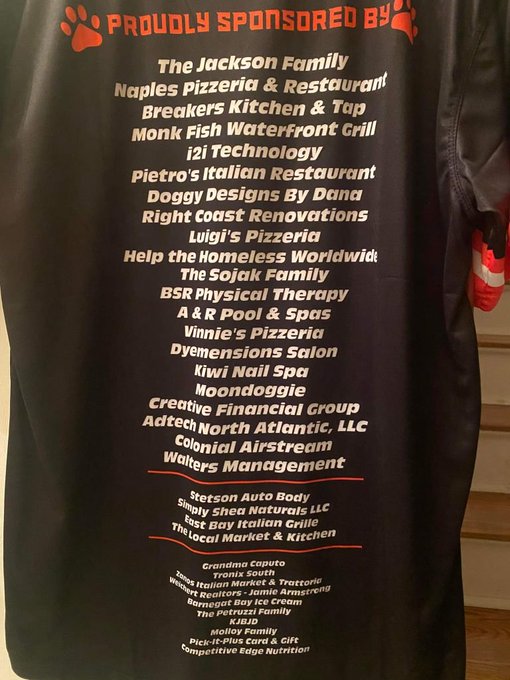 PROUDLY SPONSORED BY
The Jackson Family
Naples Pizzeria & Restaurant
Breakers Kitchen & Tap
Monk Fish Waterfront Grill
i2i Technology
Pietro's Italian Restaurant
Doggy Designs By Dana
Right Coast Renovations
Luigi's Pizzeria
Help the Homeless Worldwide
The Sojak Family
BSR Physical Therapy
A & R Pool & Spas
Vinnie's Pizzeria
Dyemensions Salon
Kiwi Nail Spa
Moondoggie
Creative Financial Group
Adtech North Atlantic, LLC
Colonial Airstream
Walters Management
Stetson Auto Body
Simply Shea Naturals LLC
East Bay Italian Grille
The Local Market & Kitchen
Grandma Caputo
Tronix South
Zanos Italian Market & Trattoria
Weichert Realtors - Jamie Armstrong
Barnegat Bay Ice Cream
The Petruzzi Family
KJBJD
Molloy Family
Pick-It-Plus Card & Gift
Competitive Edge Nutrition